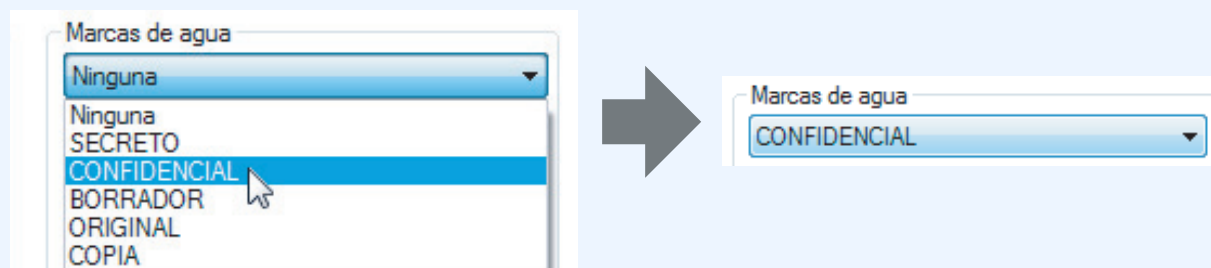 Marcas de agua
Ninguna
Ninguna
SECRETO
CONFIDENCIAL
BORRADOR
ORIGINAL
COPIA
Marcas de agua
CONFIDENCIAL